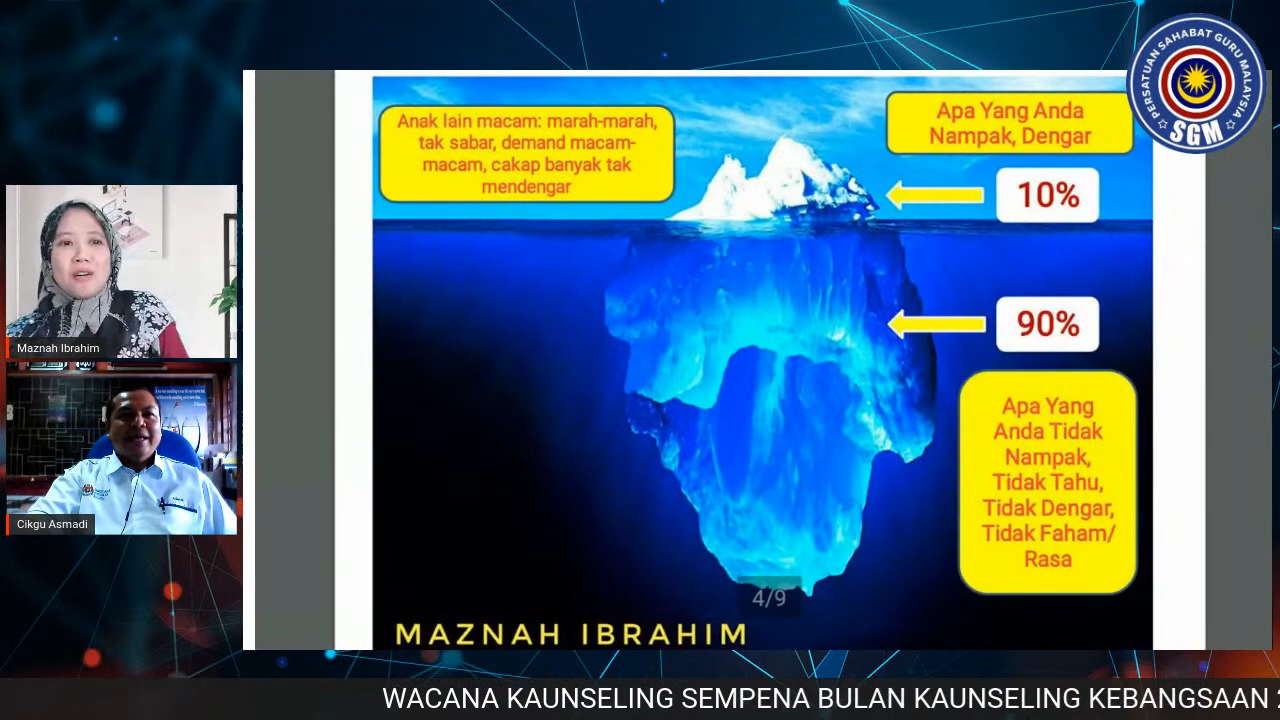 PERSATUAN SAHABAT GURU MALAYSIA
SGM
Anak lain macam: marah-marah,
tak sabar, demand macam-
macam, cakap banyak tak
mendengar
Apa Yang Anda
Nampak, Dengar
10%
90%
Apa Yang
Anda Tidak
Nampak,
Tidak Tahu,
Tidak Dengar,
Tidak Faham/
Rasa
4/9
MAZNAH IBRAHIM
Maznah Ibrahim
Cikgu Asmadi
WACANA KAUNSELING SEMPENA BULAN KAUNSELING KEBANGSAAN